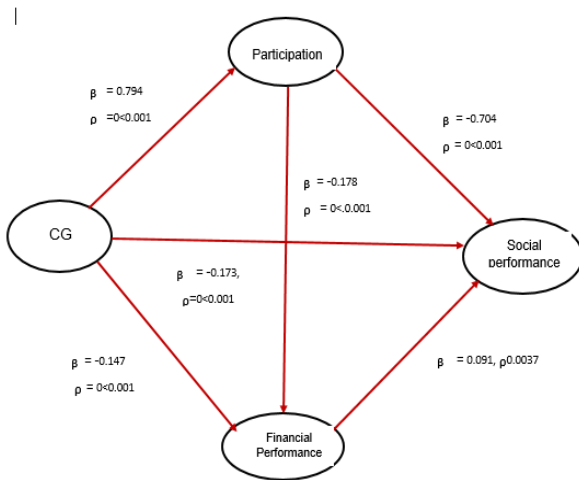 Participation
β = 0.794
ρ =0<0.001
β = -0.704
ρ = 0<0.001
β = -0.178
ρ = 0<.0.001
CG
Social
performance
β = -0.173,
ρ=0<0.001
β = -0.147
ρ = 0<0.001
β = 0.091, ρ0.0037
Financial
Performance